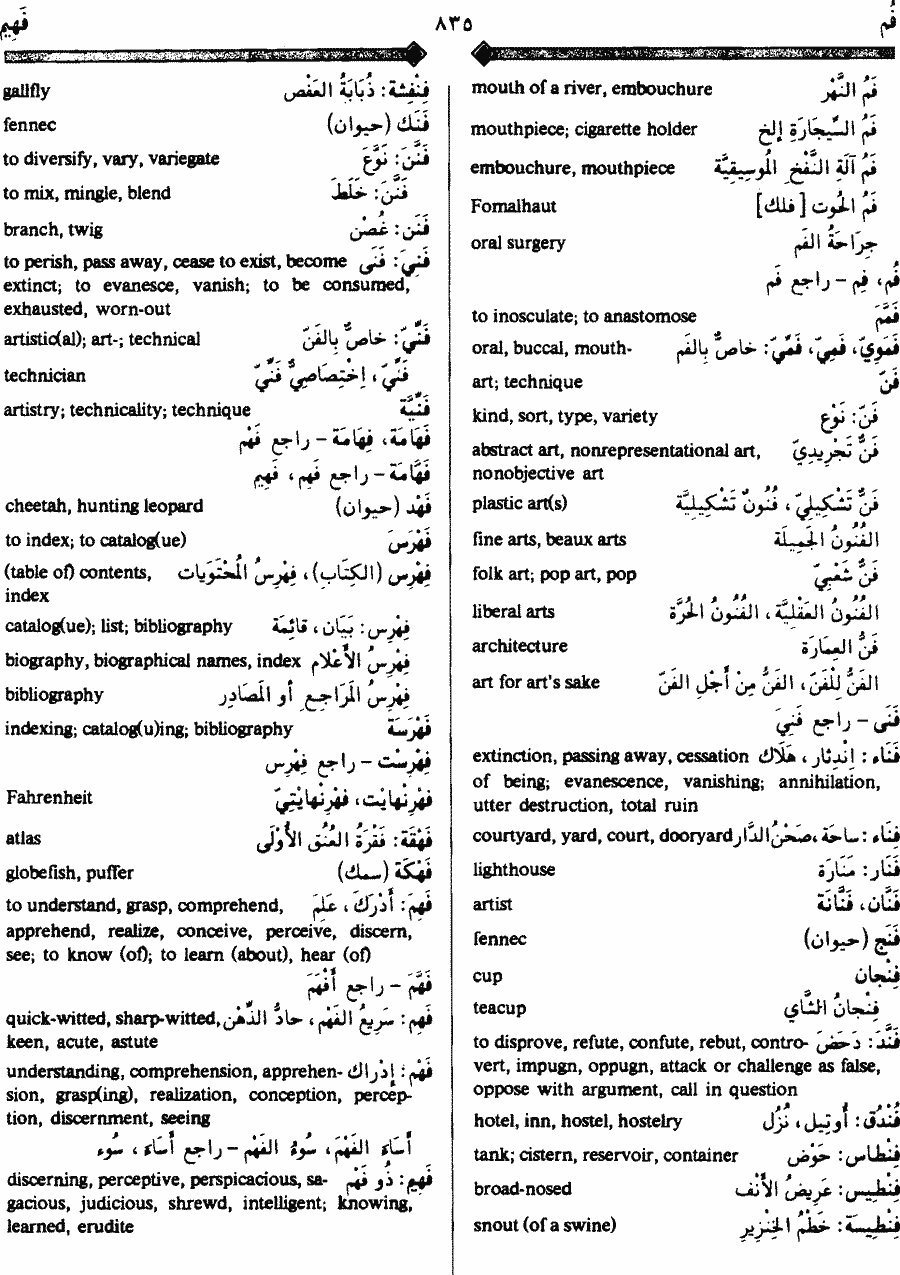 فُم ٨٣٥ فَهِيم
mouth of a river, embouchure فَمُ النَّهْر
mouthpiece; cigarette holder فَمُ السِّيجَارَةِ إلخ
embouchure, mouthpiece فَمُ آلَةِ النَّفْخِ المُوسِيقِيَّة
Fomalhaut فَمُ الحُوت [فلك]
oral surgery جِرَاحَةُ الفَم
فُم، فِم – راجع فَم
to inosculate; to anastomose فَمَّمَ
oral, buccal, mouth- فَمَوِيّ، فَمِيّ، فَمِّيّ: خاصّ بِالفَم
art; technique فَنّ
kind, sort, type, variety فَنّ: نَوْع
abstract art, nonrepresentational art, فَنٌّ تَجْرِيدِيّ
nonobjective art
plastic art(s) فَنٌّ تَشْكِيلِيّ، فُنُونٌ تَشْكِيلِيَّة
fine arts, beaux arts الفُنُونُ الجَمِيلَة
folk art; pop art, pop فَنٌّ شَعْبِيّ
liberal arts الفُنُونُ العَقْلِيَّة، الفُنُونُ الحُرَّة
architecture فَنُّ العِمَارَة
art for art's sake الفَنُّ لِلْفَنّ، الفَنُّ مِنْ أَجْلِ الفَنّ
فَنَى – راجع فَنِيَ
extinction, passing away, cessation فَنَاء: إِنْدِثَار، هَلَاك
of being; evanescence, vanishing; annihilation,
utter destruction, total ruin
courtyard, yard, court, dooryard فِنَاء: ساحَة، صَحْنُ الدَّار
lighthouse فَنَار: مَنَارَة
artist فَنَّان، فَنَّانَة
fennec فَنَج (حيوان)
cup فِنْجان
teacup فِنْجانُ الشَّاي
to disprove, refute, confute, rebut, contro- فَنَّدَ: دَحَضَ
vert, impugn, oppugn, attack or challenge as false,
oppose with argument, call in question
hotel, inn, hostel, hostelry فُنْدُق: أُوتِيل، نُزُل
tank; cistern, reservoir, container فِنْطاس: حَوْض
broad-nosed فِنْطِيس: عَرِيضُ الأَنْف
snout (of a swine) فِنْطِيسَة: خَطْمُ الخِنْزِير
gallfly فِنْفِشة: ذُبَابَةُ العَفْص
fennec فَنَك (حيوان)
to diversify, vary, variegate فَنَّنَ: نَوَّعَ
to mix, mingle, blend فَنَّنَ: خَلَطَ
branch, twig فَنَن: غُصْن
to perish, pass away, cease to exist, become فَنِيَ: فَنَى
extinct; to evanesce, vanish; to be consumed,
exhausted, worn-out
artistic(al); art-; technical فَنِّيّ: خاصّ بِالفَنّ
technician فَنِّيّ، إخْتِصَاصِيٌّ فَنِّيّ
artistry; technicality; technique فَنِّيَّة
فَهَامَة، فِهَامَة – راجع فَهْم
فَهَّامَة – راجع فَهِم، فَهِيم
cheetah, hunting leopard فَهْد (حيوان)
to index; to catalog(ue) فَهْرَسَ
(table of) contents, فِهْرِس (الكِتَاب)، فِهْرِسُ المُحْتَوَيات
index
catalog(ue); list; bibliography فِهْرِس: بَيَان، قائِمَة
biography, biographical names, index فِهْرِسُ الأَعْلام
bibliography فِهْرِسُ المَرَاجِع أو المَصَادِر
indexing; catalog(u)ing; bibliography فَهْرَسَة
فِهْرِسْت – راجع فِهْرِس
Fahrenheit فَهْرِنْهايْت، فَهْرِنْهايْتِيّ
atlas فَهْقَة: فَقْرَةُ العُنُقِ الأُولَى
globefish, puffer فَهَكَة (سمك)
to understand, grasp, comprehend, فَهِمَ: أَدْرَكَ، عَلِمَ
apprehend, realize, conceive, perceive, discern,
see; to know (of); to learn (about), hear (of)
فَهَّمَ – راجع أَفْهَمَ
quick-witted, sharp-witted, فَهِم: سَرِيعُ الفَهْم، حادُّ الذِّهْن
keen, acute, astute
understanding, comprehension, apprehen- فَهْم: إِدْرَاك
sion, grasp(ing), realization, conception, percep-
tion, discernment, seeing
أَسَاءَ الفَهْمَ، سُوءُ الفَهْم – راجع أَسَاءَ، سُوء
discerning, perceptive, perspicacious, sa- فَهِيم: ذُو فَهْم
gacious, judicious, shrewd, intelligent; knowing,
learned, erudite